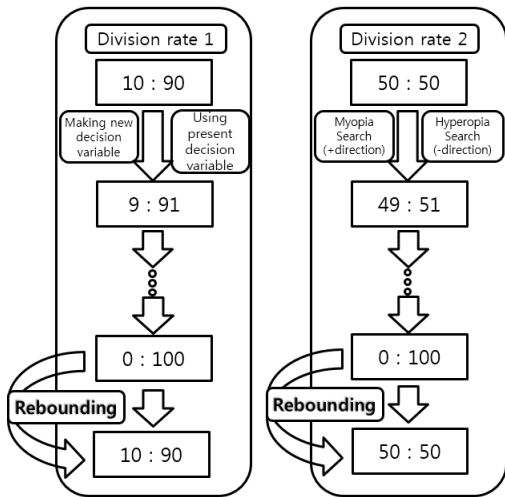 Division rate 1
10 : 90
Making new
decision
variable
Using
present
decision
variable
9 : 91
0 : 100
Rebounding
10 : 90
Division rate 2
50 : 50
Myopia
Search
(+direction)
Hyperopia
Search
(-direction)
49 : 51
0 : 100
Rebounding
50 : 50